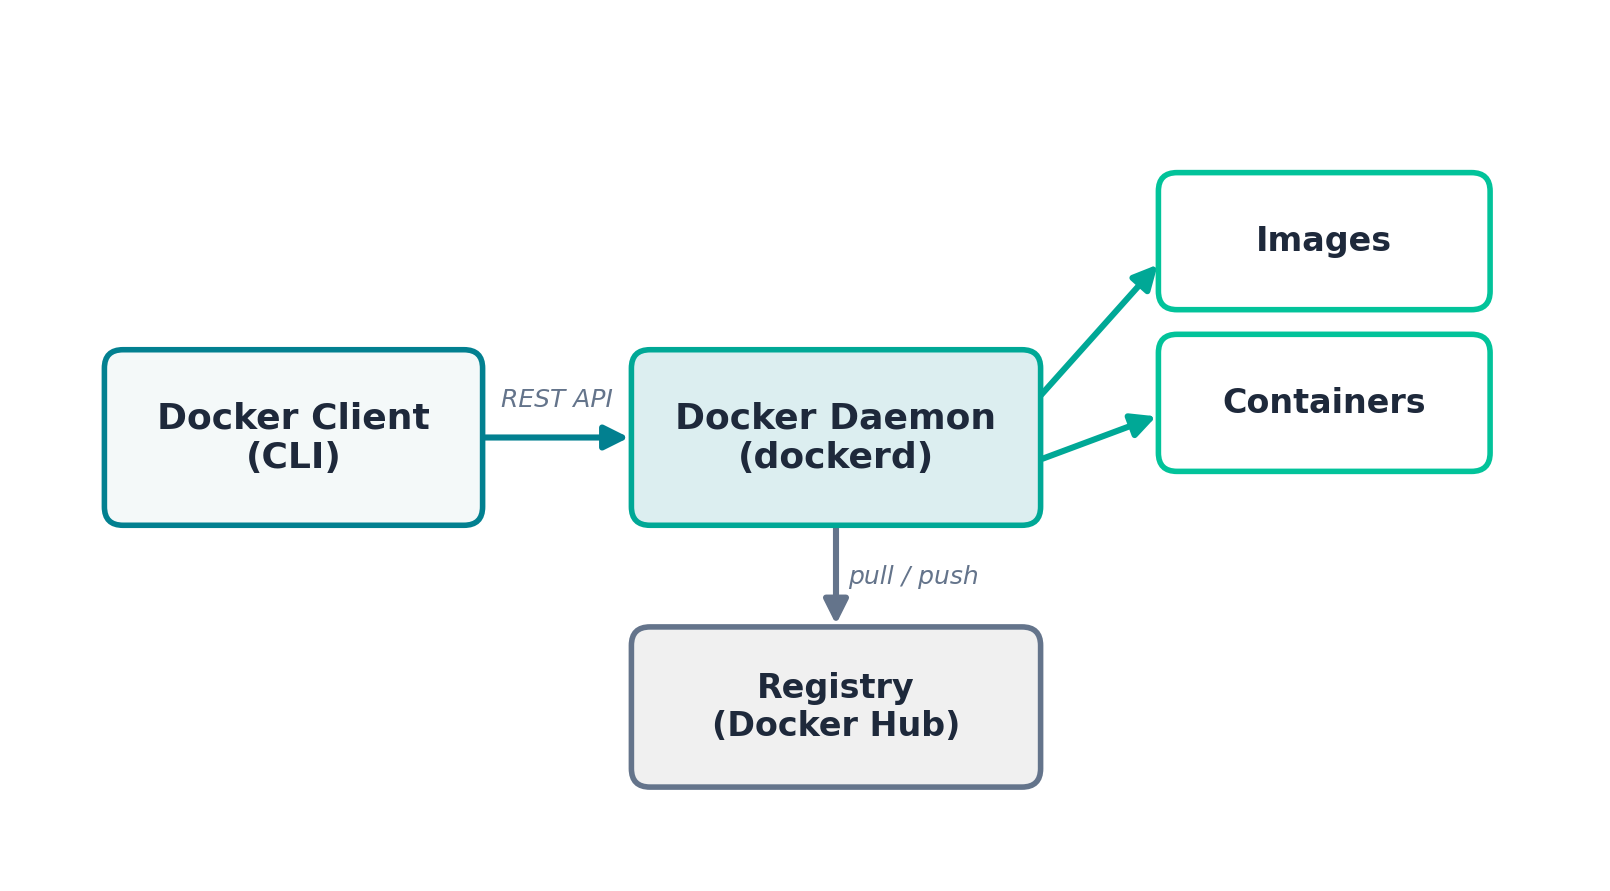 Images
Docker Client
(CLI)
REST API
Docker Daemon
(dockerd)
Containers
pull / push
Registry
(Docker Hub)